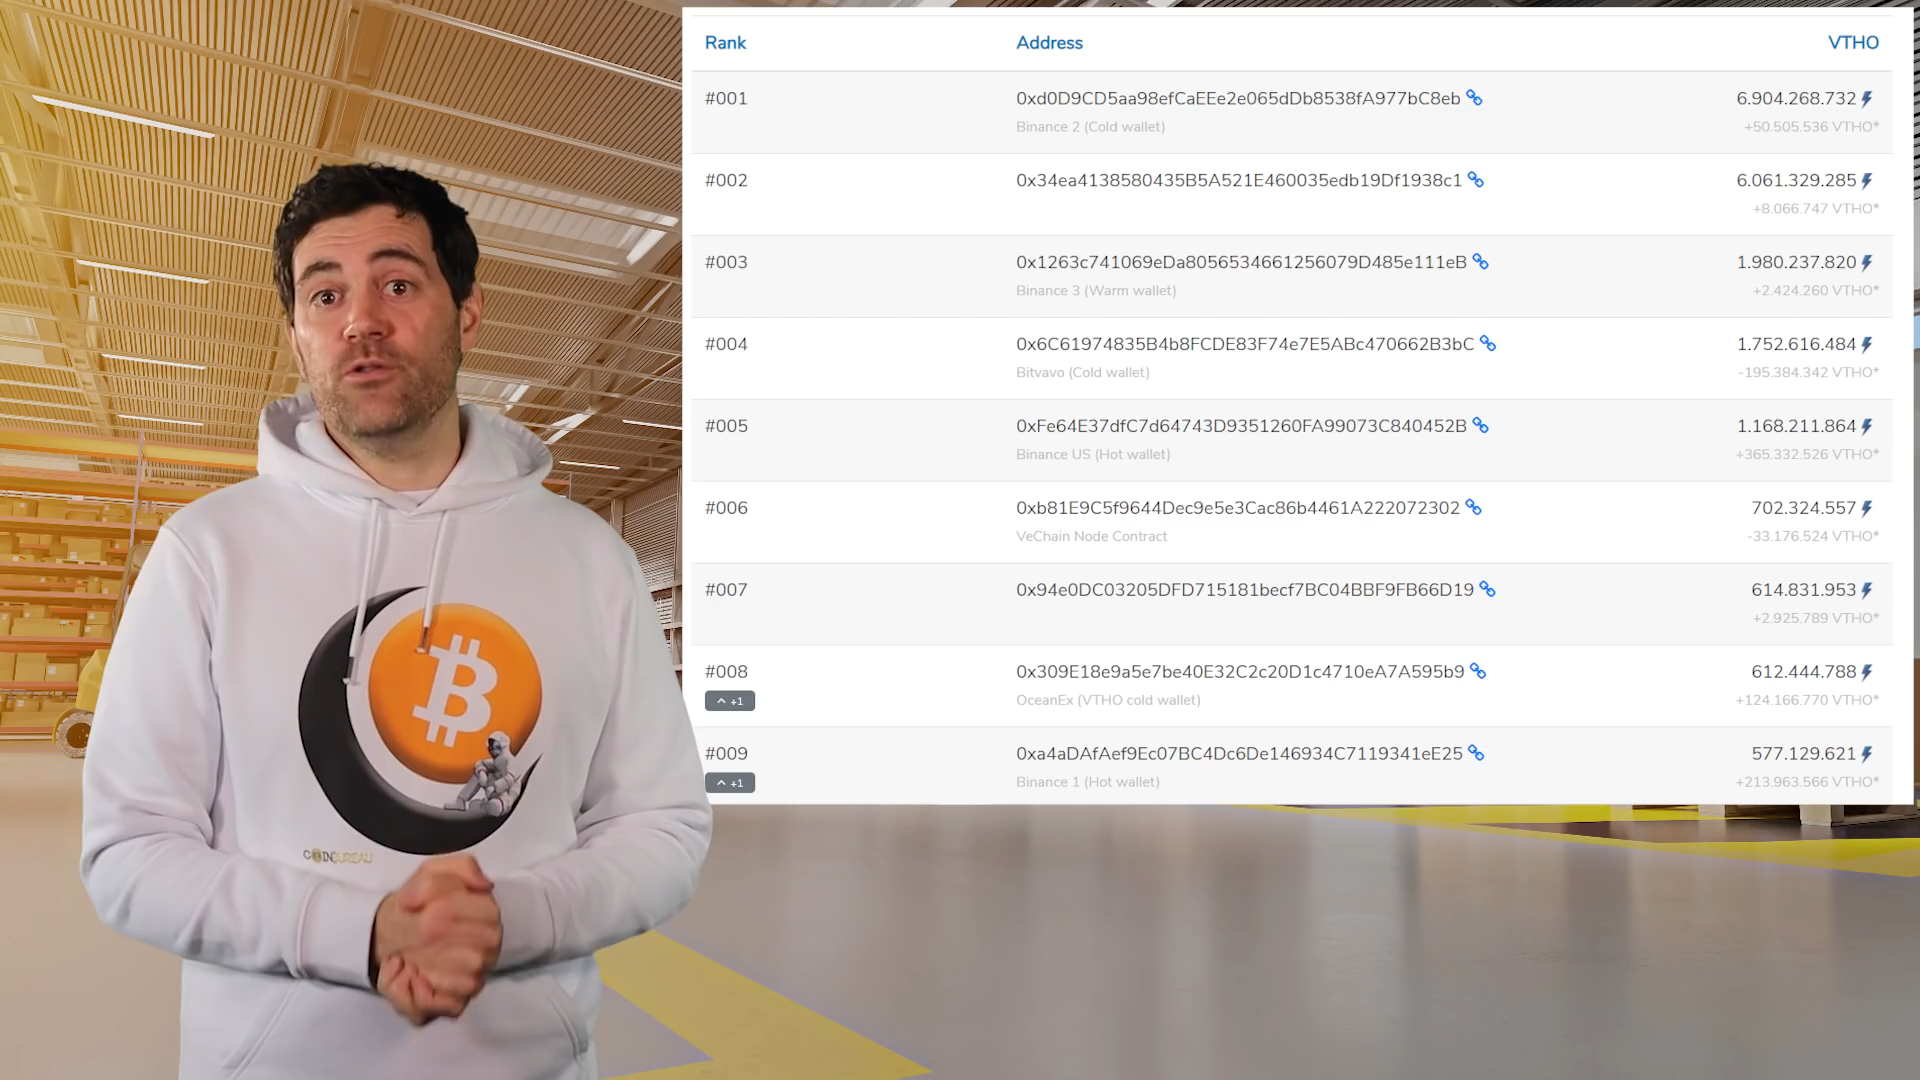 Rank Address VTHO
#001 0xd0D9CD5aa98efCaEEe2e065dDb8538fA977bC8eb 6.904.268.732
Binance 2 (Cold wallet) +50.505.536 VTHO*
#002 0x34ea4138580435B5A521E460035edb19Df1938c1 6.061.329.285
+8.066.747 VTHO*
#003 0x1263c741069eDa8056534661256079D485e111eB 1.980.237.820
Binance 3 (Warm wallet) +2.424.260 VTHO*
#004 0x6C61974835B4b8FCDE83F74e7E5ABc470662B3bC 1.752.616.484
Bitvavo (Cold wallet) -195.384.342 VTHO*
#005 0xFe64E37dfC7d64743D9351260FA99073C840452B 1.168.211.864
Binance US (Hot wallet) +365.332.526 VTHO*
#006 0xb81E9C5f9644Dec9e5e3Cac86b4461A222072302 702.324.557
VeChain Node Contract -33.176.524 VTHO*
#007 0x94e0DC03205DFD715181becf7BC04BBF9FB66D19 614.831.953
+2.925.789 VTHO*
#008 0x309E18e9a5e7be40E32C2c20D1c4710eA7A595b9 612.444.788
+1 OceanEx (VTHO cold wallet) +124.166.770 VTHO*
#009 0xa4aDAfAef9Ec07BC4Dc6De146934C7119341eE25 577.129.621
+1 Binance 1 (Hot wallet) +213.963.566 VTHO*
COINBUREAU